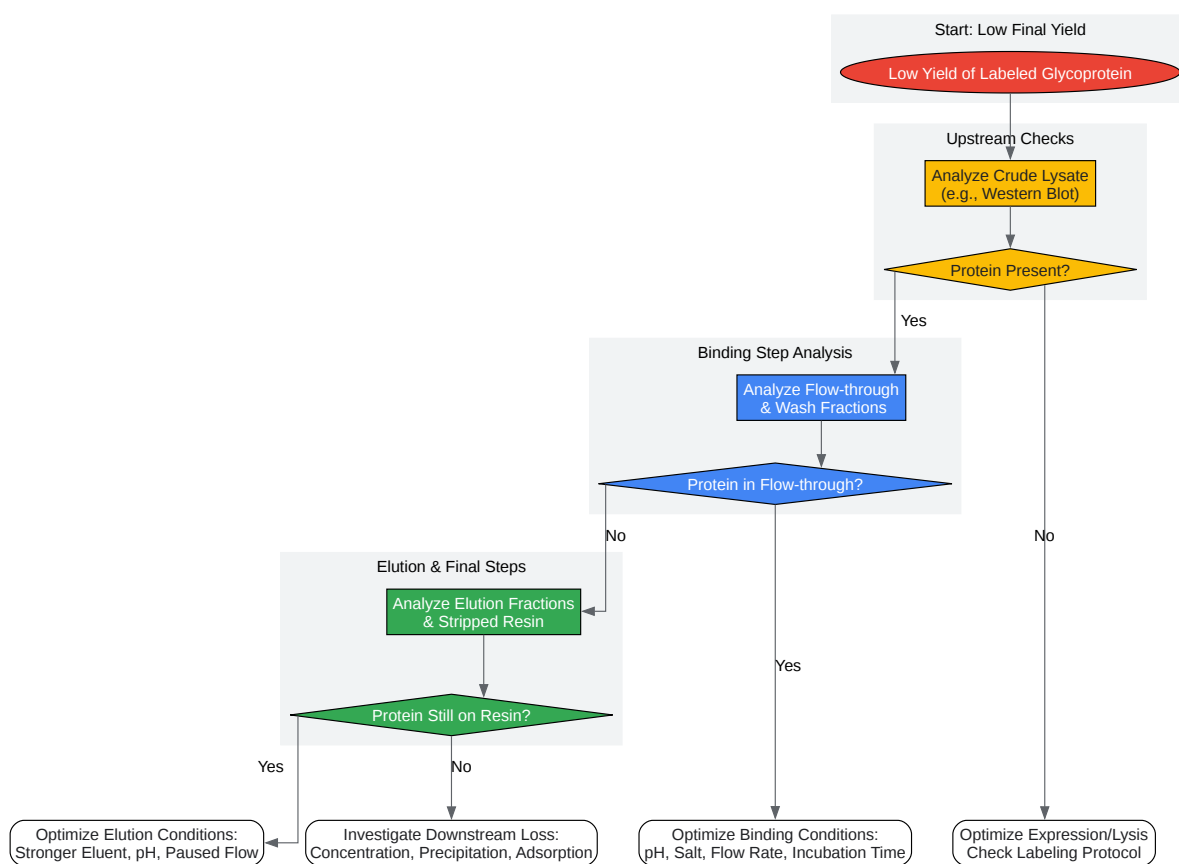 Start: Low Final Yield
Low Yield of Labeled Glycoprotein
Upstream Checks
Analyze Crude Lysate
(e.g., Western Blot)
Protein Present?
Yes
No
Binding Step Analysis
Analyze Flow-through
& Wash Fractions
Protein in Flow-through?
No
Yes
Elution & Final Steps
Analyze Elution Fractions
& Stripped Resin
Protein Still on Resin?
Yes
No
Optimize Elution Conditions:
Stronger Eluent, pH, Paused Flow
Investigate Downstream Loss:
Concentration, Precipitation, Adsorption
Optimize Binding Conditions:
pH, Salt, Flow Rate, Incubation Time
Optimize Expression/Lysis
Check Labeling Protocol